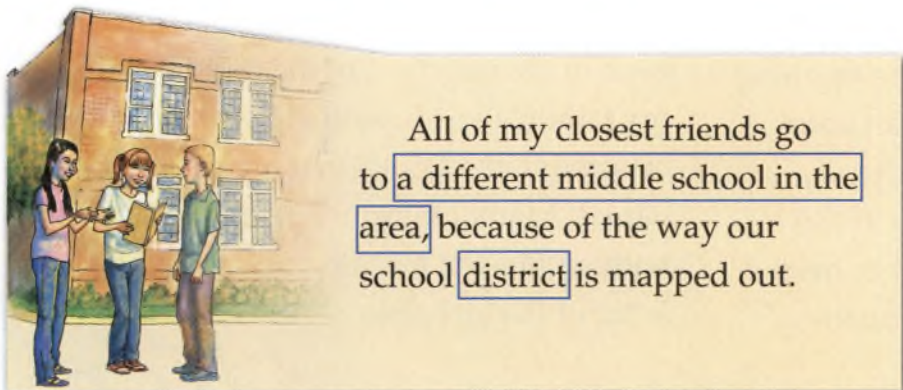 All of my closest friends go
to a different middle school in the
area, because of the way our
school district is mapped out.